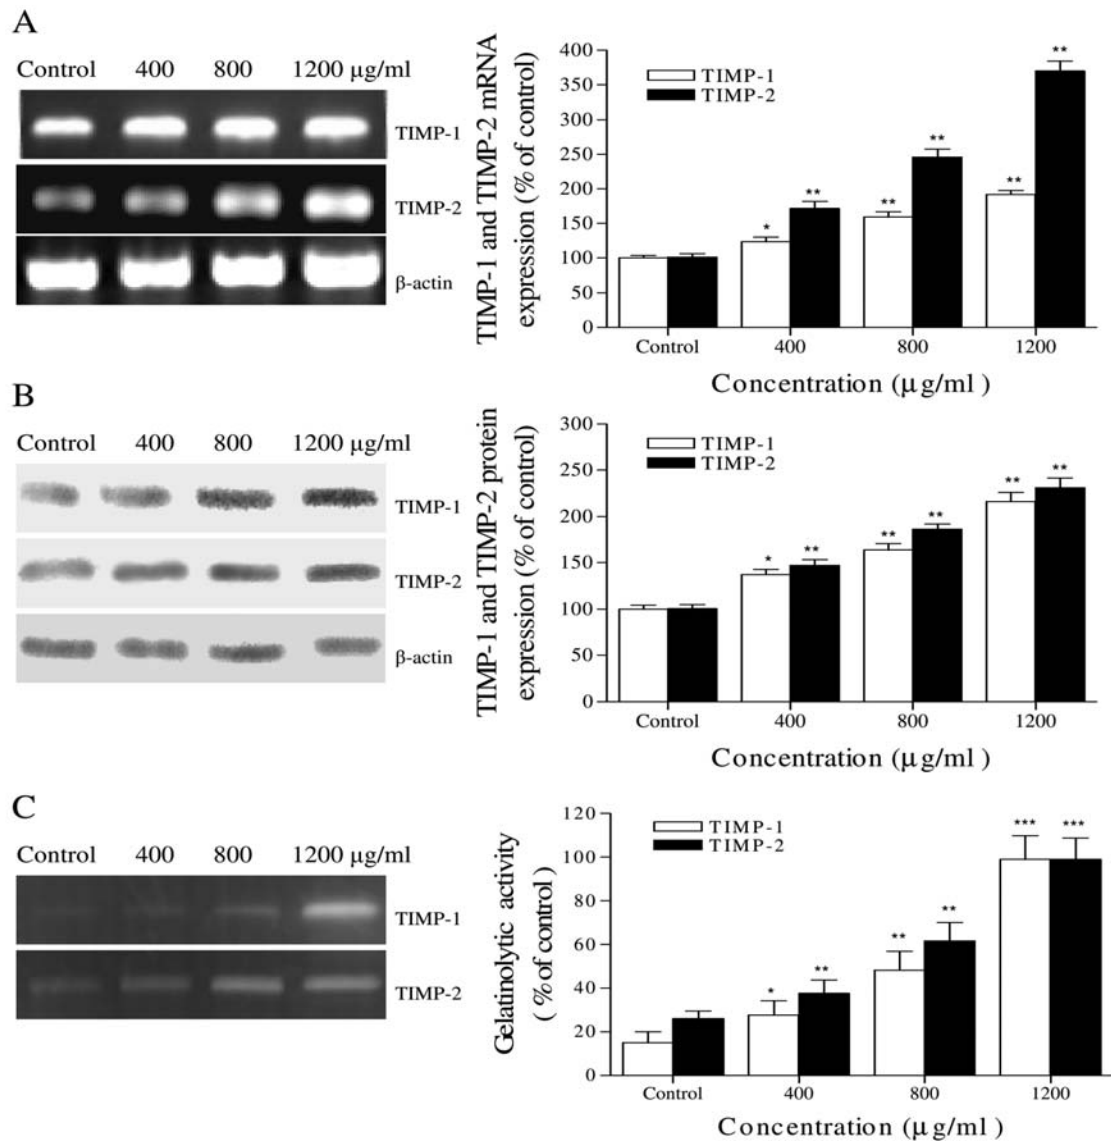 A
Control 400 800 1200 μg/ml
TIMP-1
TIMP-2
β-actin
TIMP-1 and TIMP-2 mRNA
expression (% of control)
400
350
300
250
200
150
100
50
0
TIMP-1
TIMP-2
* ** ** ** ** **
Control 400 800 1200
Concentration (μg/ml )
B
Control 400 800 1200 μg/ml
TIMP-1
TIMP-2
β-actin
TIMP-1 and TIMP-2 protein
expression (% of control)
300
250
200
150
100
50
0
TIMP-1
TIMP-2
* ** ** ** ** **
Control 400 800 1200
Concentration (μg/ml )
C
Control 400 800 1200 μg/ml
TIMP-1
TIMP-2
Gelatinolytic activity
( % of control)
120
100
80
60
40
20
0
TIMP-1
TIMP-2
* ** ** ** *** ***
Control 400 800 1200
Concentration (μg/ml )